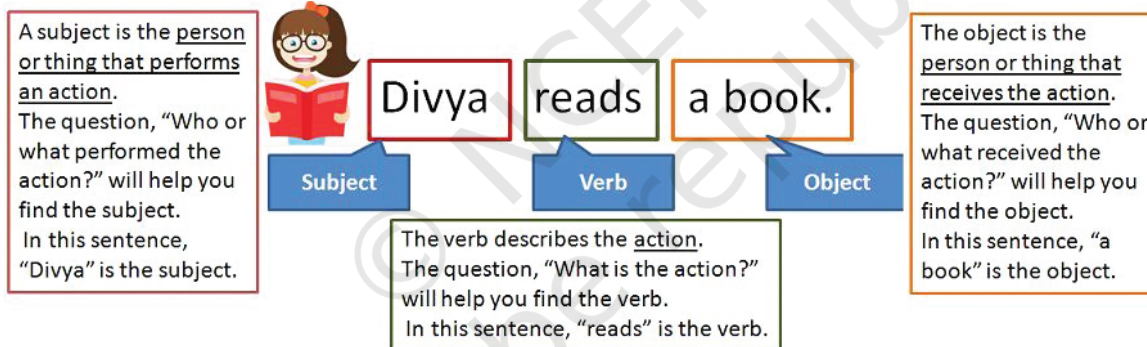 A subject is the person
or thing that performs
an action.
The question, “Who or
what performed the
action?” will help you
find the subject.
In this sentence,
“Divya” is the subject.
Divya reads a book.
Subject
Verb
Object
The verb describes the action.
The question, “What is the action?”
will help you find the verb.
In this sentence, “reads” is the verb.
The object is the
person or thing that
receives the action.
The question, “Who or
what received the
action?” will help you
find the object.
In this sentence, “a
book” is the object.